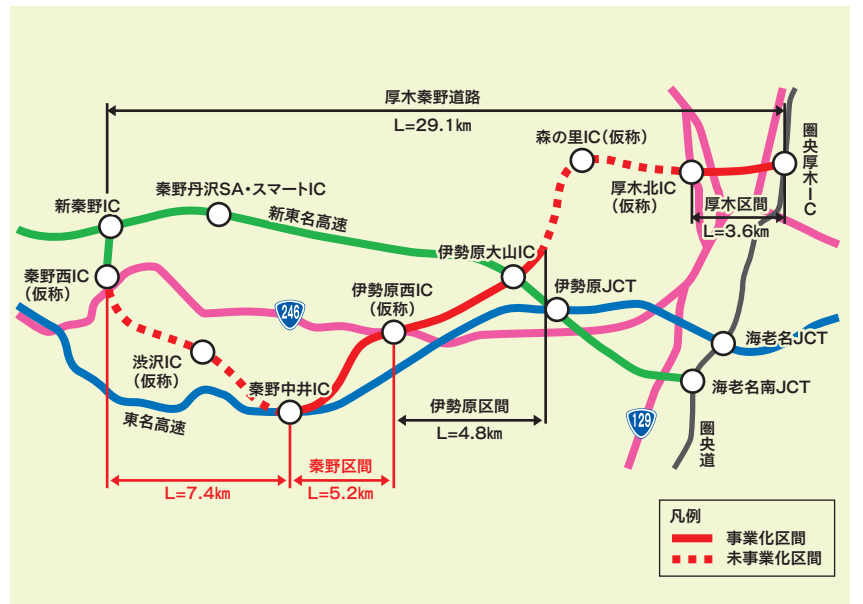 厚木秦野道路
L=29.1㎞
森の里IC（仮称）
圏央厚木IC
厚木北IC
（仮称）
厚木区間
L=3.6㎞
秦野丹沢SA・スマートIC
新秦野IC
新東名高速
伊勢原大山IC
秦野西IC
（仮称）
伊勢原西IC
（仮称）
伊勢原JCT
246
渋沢IC
（仮称）
海老名JCT
秦野中井IC
海老名南JCT
東名高速
伊勢原区間
L=4.8㎞
129
圏央道
秦野区間
L=7.4㎞
L=5.2㎞
凡例
事業化区間
未事業化区間